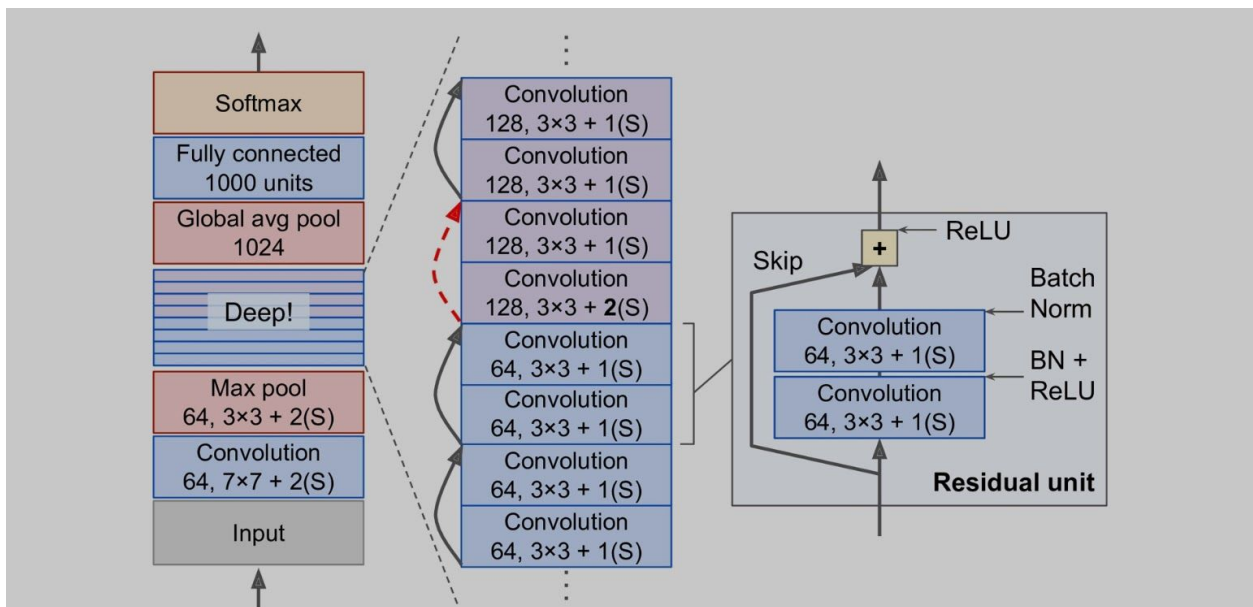 Softmax
Fully connected
1000 units
Global avg pool
1024
Deep!
Max pool
64, 3×3 + 2(S)
Convolution
64, 7×7 + 2(S)
Input
Convolution
128, 3×3 + 1(S)
Convolution
128, 3×3 + 1(S)
Convolution
128, 3×3 + 1(S)
Convolution
128, 3×3 + 2(S)
Convolution
64, 3×3 + 1(S)
Convolution
64, 3×3 + 1(S)
Convolution
64, 3×3 + 1(S)
Convolution
64, 3×3 + 1(S)
+
ReLU
Skip
Batch
Norm
Convolution
64, 3×3 + 1(S)
BN +
ReLU
Convolution
64, 3×3 + 1(S)
Residual unit